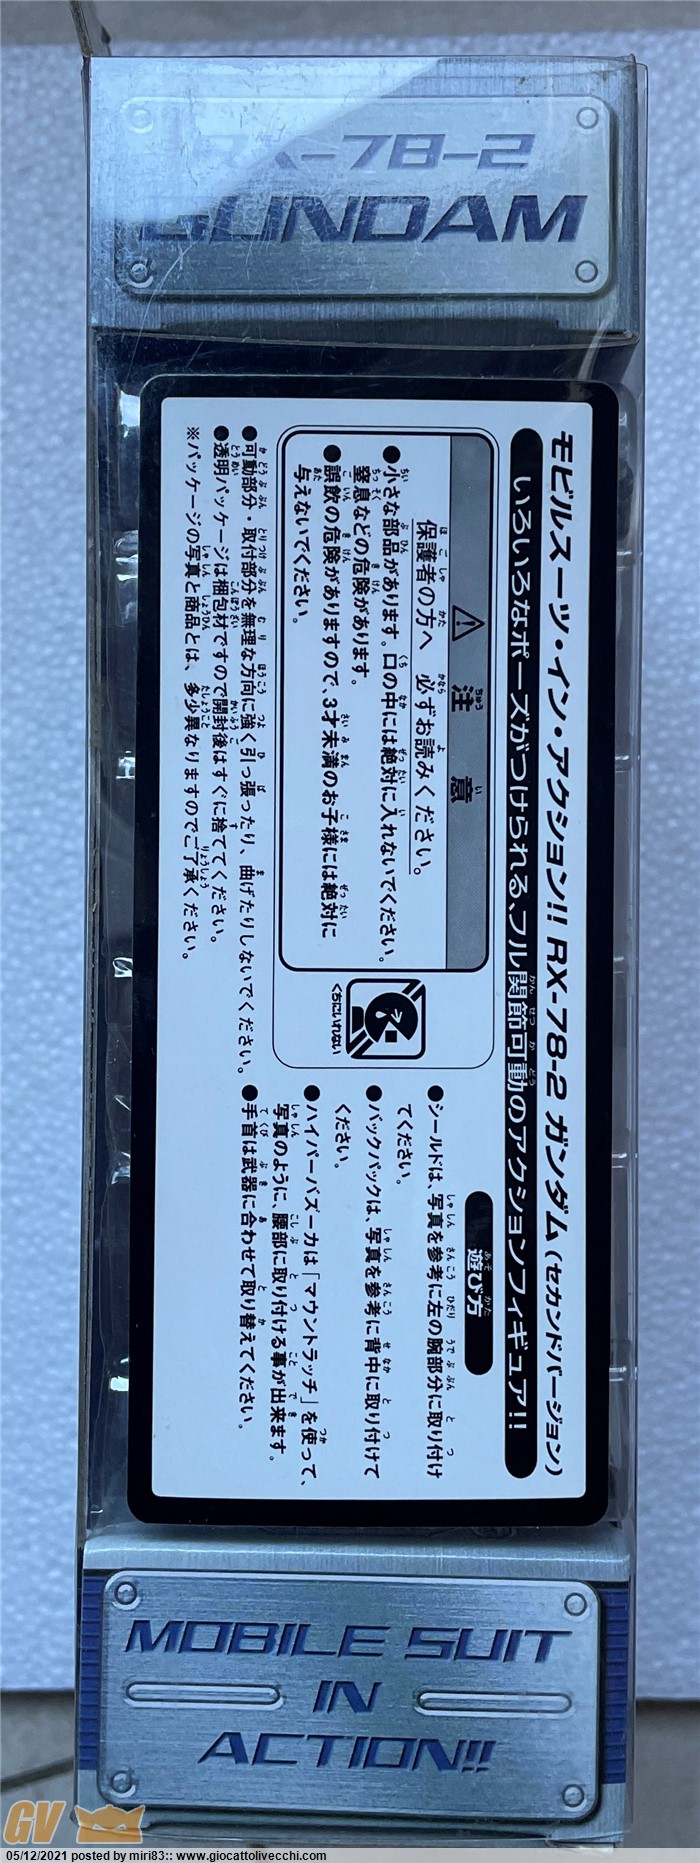 RX-78-2
GUNDAM
モビルスーツ・イン・アクション!! RX-78-2 ガンダム(セカンドバージョン)
いろいろなポーズがつけられる、フル関節可動のアクションフィギュア!!
注意
保護者の方へ 必ずお読みください。
●小さな部品があります。口の中には絶対に入れないでください。
窒息などの危険があります。
●誤飲の危険がありますので、3才未満のお子様には絶対に
与えないでください。
くちにいれない
●可動部分・取付部分を無理な方向に強く引っ張ったり、曲げたりしないでください。
●透明パッケージは梱包材ですので開封後はすぐに捨ててください。
※パッケージの写真と商品とは、多少異なりますのでご了承ください。
遊び方
●シールドは、写真を参考に左の腕部分に取り付け
てください。
●バックパックは、写真を参考に背中に取り付けて
ください。
●ハイパーバズーカは「マウントラッチ」を使って、
写真のように、腰部に取り付ける事が出来ます。
●手首は武器に合わせて取り替えてください。
MOBILE SUIT
IN
ACTION!!
GV
05/12/2021 posted by miri83:: www.giocattolivecchi.com